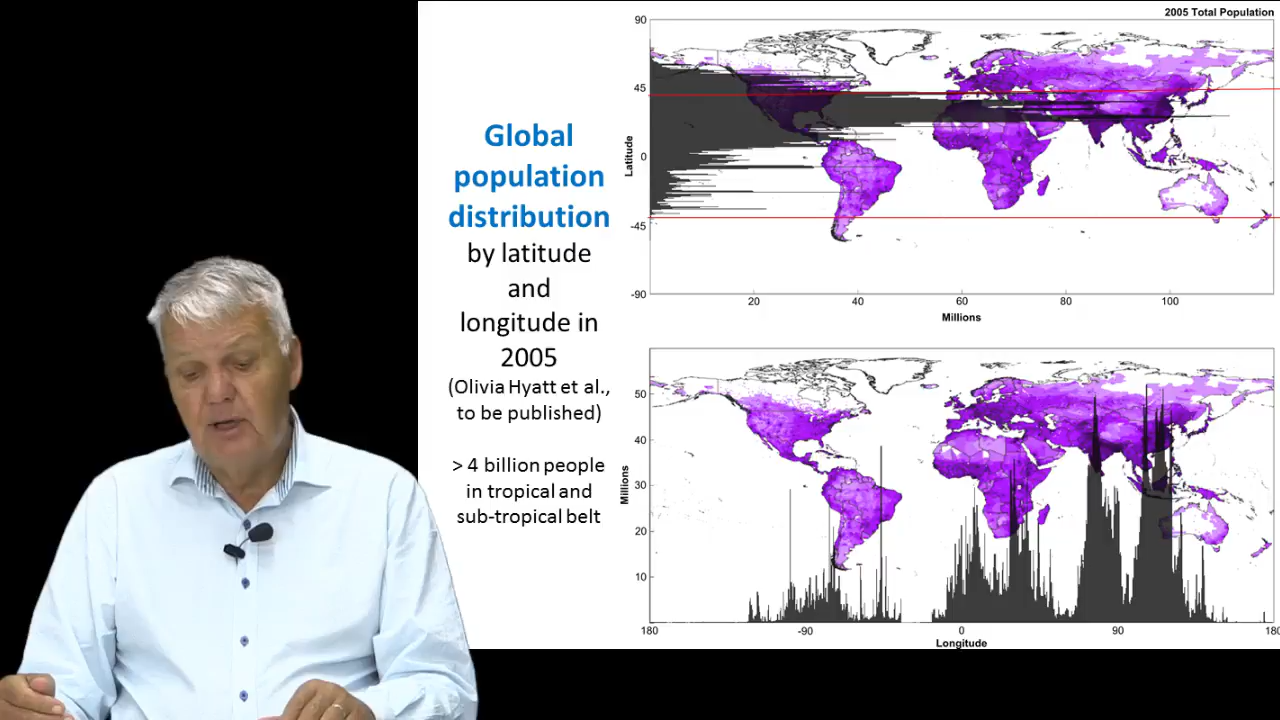 Global
population
distribution
by latitude
and
longitude in
2005
(Olivia Hyatt et al.,
to be published)
> 4 billion people
in tropical and
sub-tropical belt
2005 Total Population
90
45
0
-45
-90
Latitude
20 40 60 80 100
Millions
50
40
30
20
10
Millions
180 -90 0 90 180
Longitude